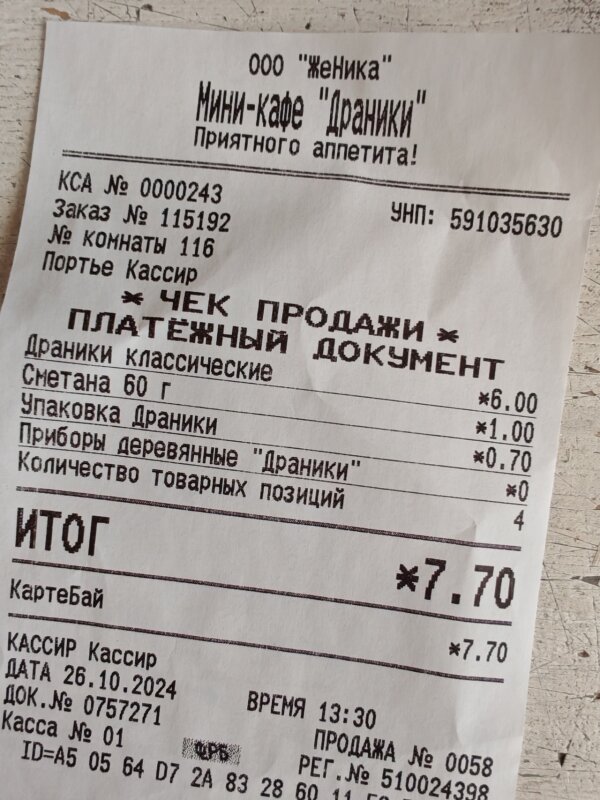 ООО "ЖеНика"
Мини-кафе "Драники"
Приятного аппетита!
КСА № 0000243 УНП: 591035630
Заказ № 115192
№ комнаты 116
Портье Кассир
* ЧЕК ПРОДАЖИ *
ПЛАТЁЖНЫЙ ДОКУМЕНТ
Драники классические *6.00
Сметана 60 г *1.00
Упаковка Драники *0.70
Приборы деревянные "Драники" *0
Количество товарных позиций 4
ИТОГ *7.70
КартеБай *7.70
КАССИР Кассир
ДАТА 26.10.2024 ВРЕМЯ 13:30
ДОК.№ 0757271 ПРОДАЖА № 0058
Касса № 01 ФРБ РЕГ.№ 510024398
ID=A5 05 64 D7 2A 83 28 60 11